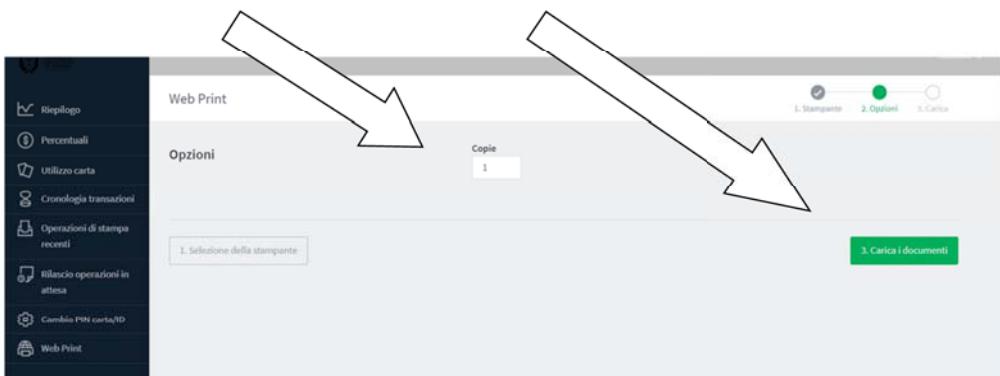 Riepilogo
Percentuali
Utilizzo carta
Cronologia transazioni
Operazioni di stampa
recenti
Rilascio operazioni in
attesa
Cambio PIN carta/ID
Web Print
Web Print
1. Stampante
2. Opzioni
3. Carica
Opzioni
Copie
1
1. Selezione della stampante
3. Carica i documenti